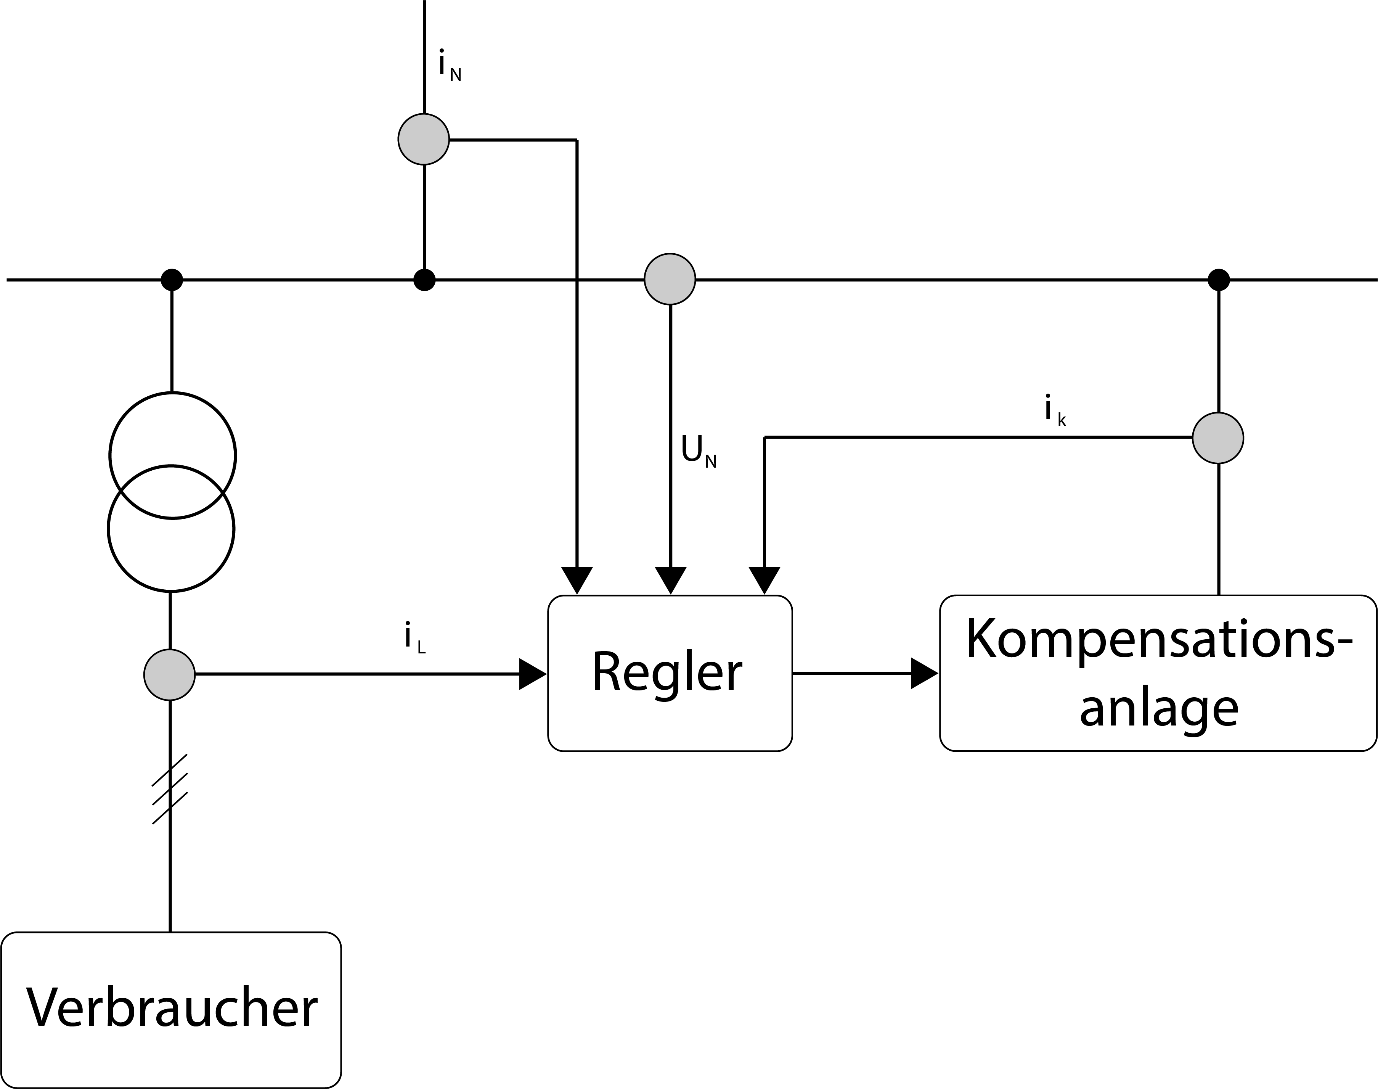 iN
ik
UN
iL
Regler
Kompensations-
anlage
Verbraucher